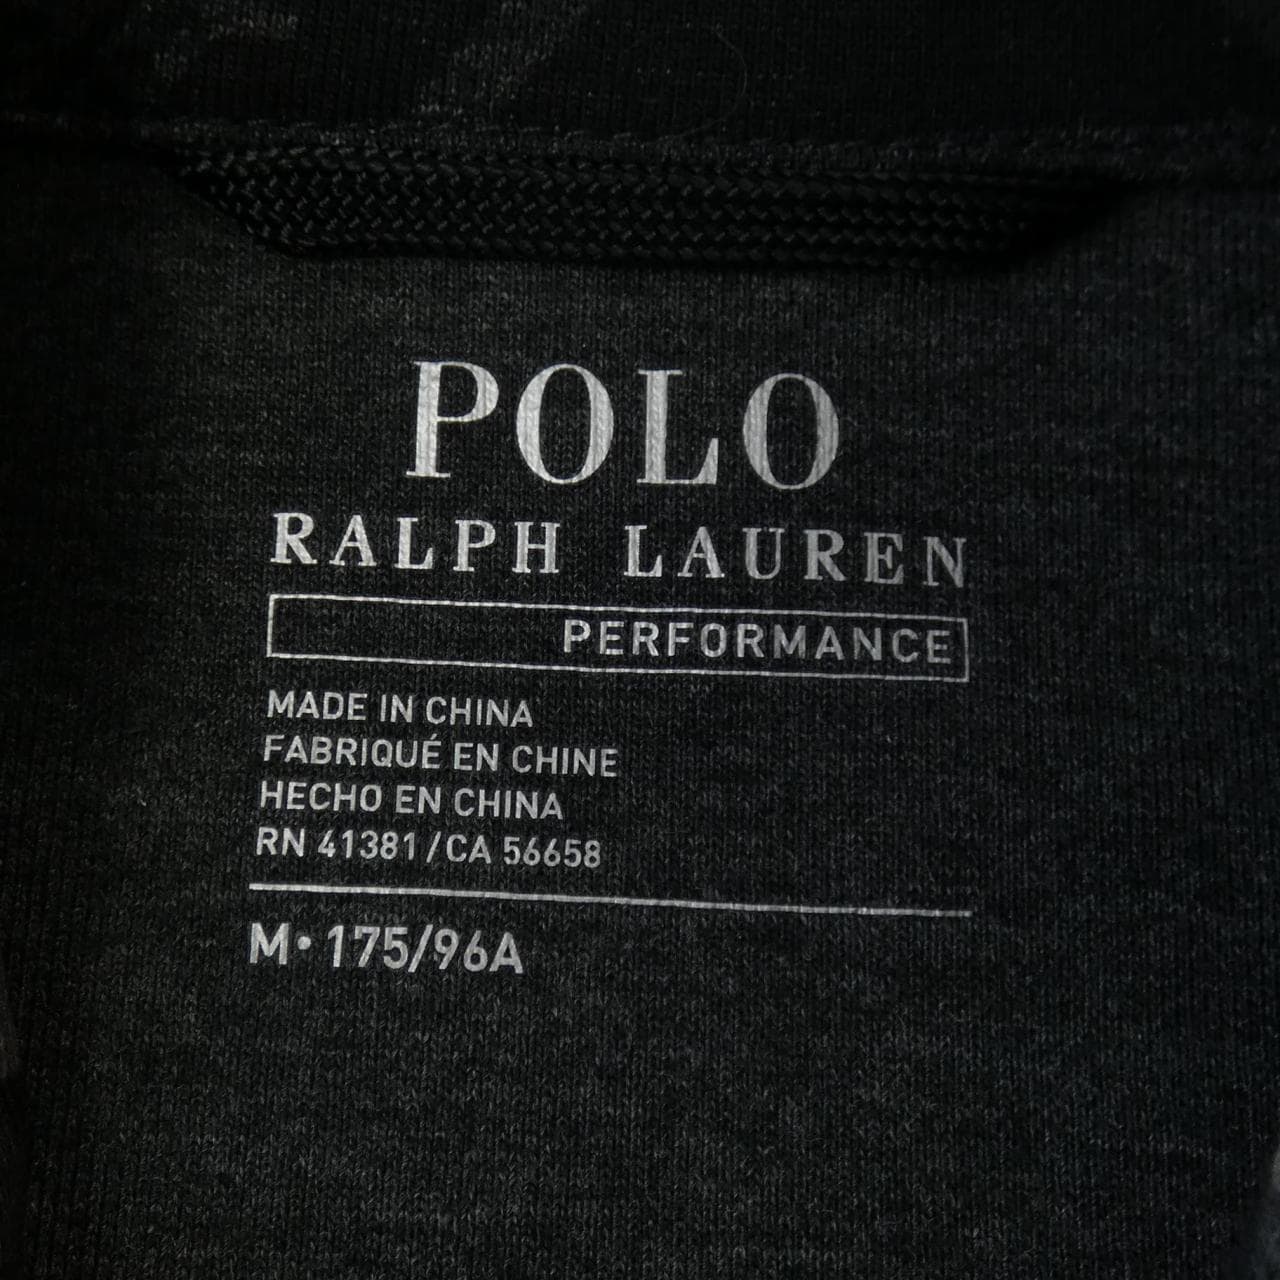 POLO
RALPH LAUREN
PERFORMANCE
MADE IN CHINA
FABRIQUÉ EN CHINE
HECHO EN CHINA
RN 41381/CA 56658
M• 175/96A